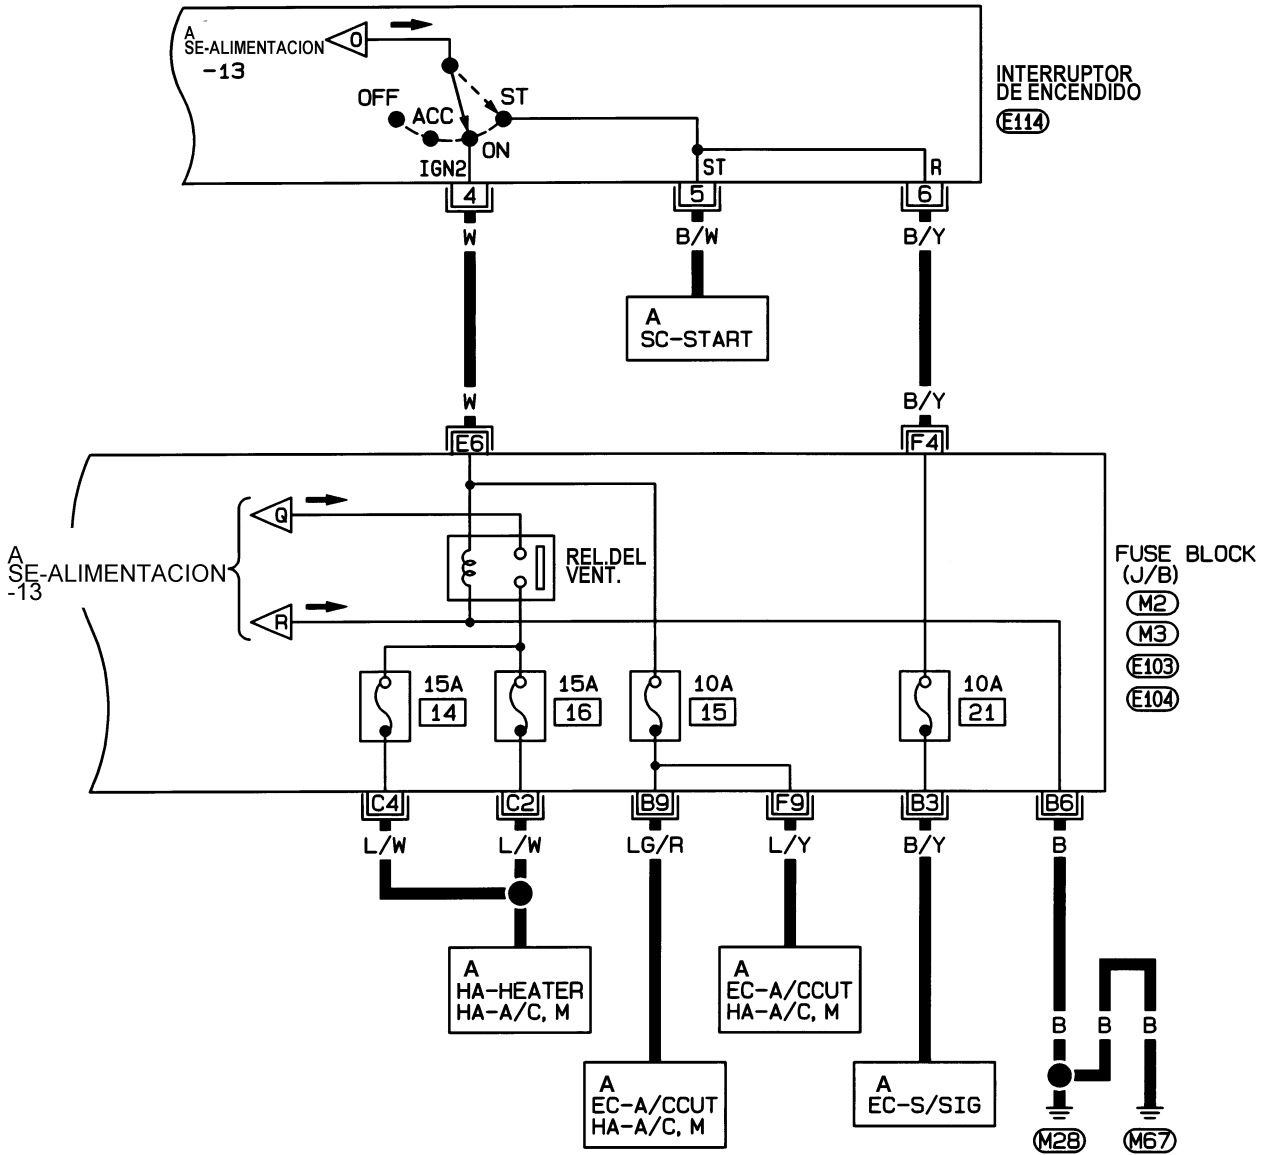 A
SE-ALIMENTACION
-13
O
OFF
ACC
ST
ON
IGN2
ST
R
INTERRUPTOR
DE ENCENDIDO
E114
4
5
6
W
B/W
B/Y
A
SC-START
W
B/Y
E6
F4
A
SE-ALIMENTACION
-13
Q
R
REL.DEL
VENT.
FUSE BLOCK
(J/B)
M2
M3
E103
E104
15A
14
15A
16
10A
15
10A
21
C4
C2
B9
F9
B3
B6
L/W
L/W
LG/R
L/Y
B/Y
B
A
HA-HEATER
HA-A/C, M
A
EC-A/CCUT
HA-A/C, M
B
B
B
A
EC-A/CCUT
HA-A/C, M
A
EC-S/SIG
M28
M67